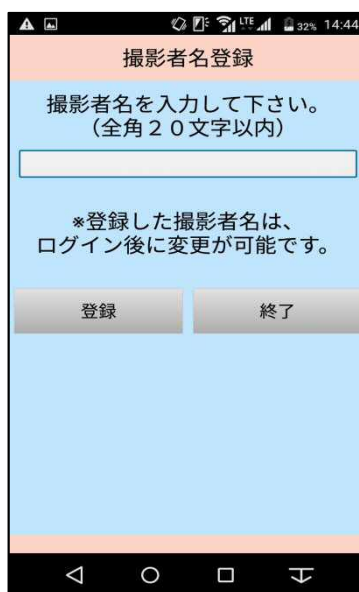 LTE 32% 14:44
撮影者名登録
撮影者名を入力して下さい。
（全角２０文字以内）
※登録した撮影者名は、
ログイン後に変更が可能です。
登録 終了